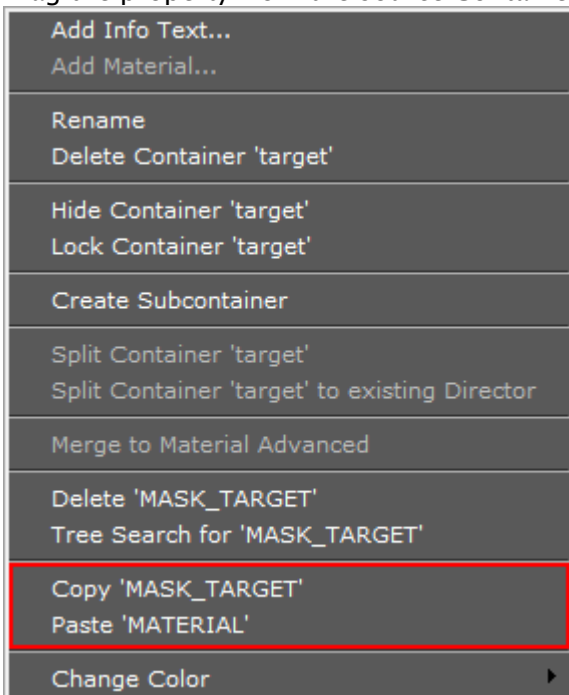 the property
Add Info Text...
Add Material...
Rename
Delete Container 'target'
Hide Container 'target'
Lock Container 'target'
Create Subcontainer
Split Container 'target'
Split Container 'target' to existing Director
Merge to Material Advanced
Delete 'MASK_TARGET'
Tree Search for 'MASK_TARGET'
Copy 'MASK_TARGET'
Paste 'MATERIAL'
Change Color